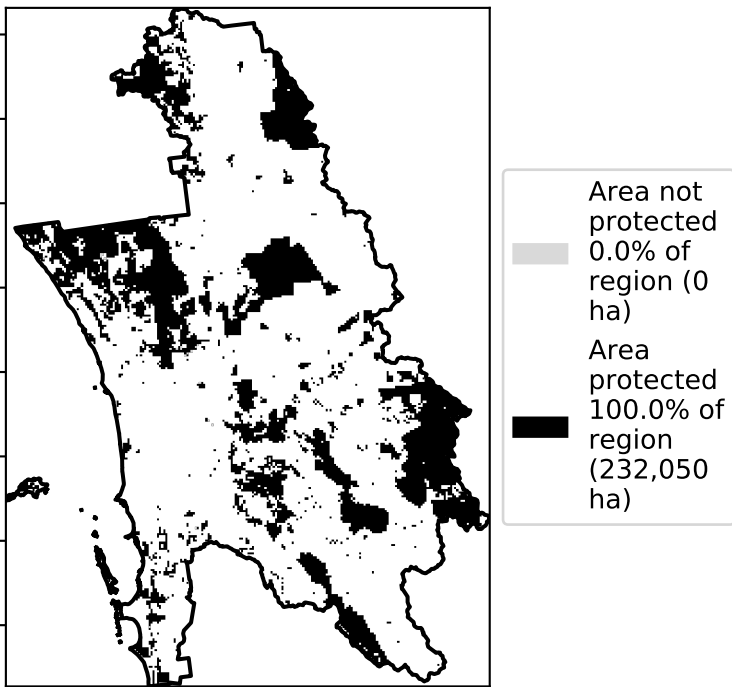 Area not
protected
0.0% of
region (0
ha)
Area
protected
100.0% of
region
(232,050
ha)